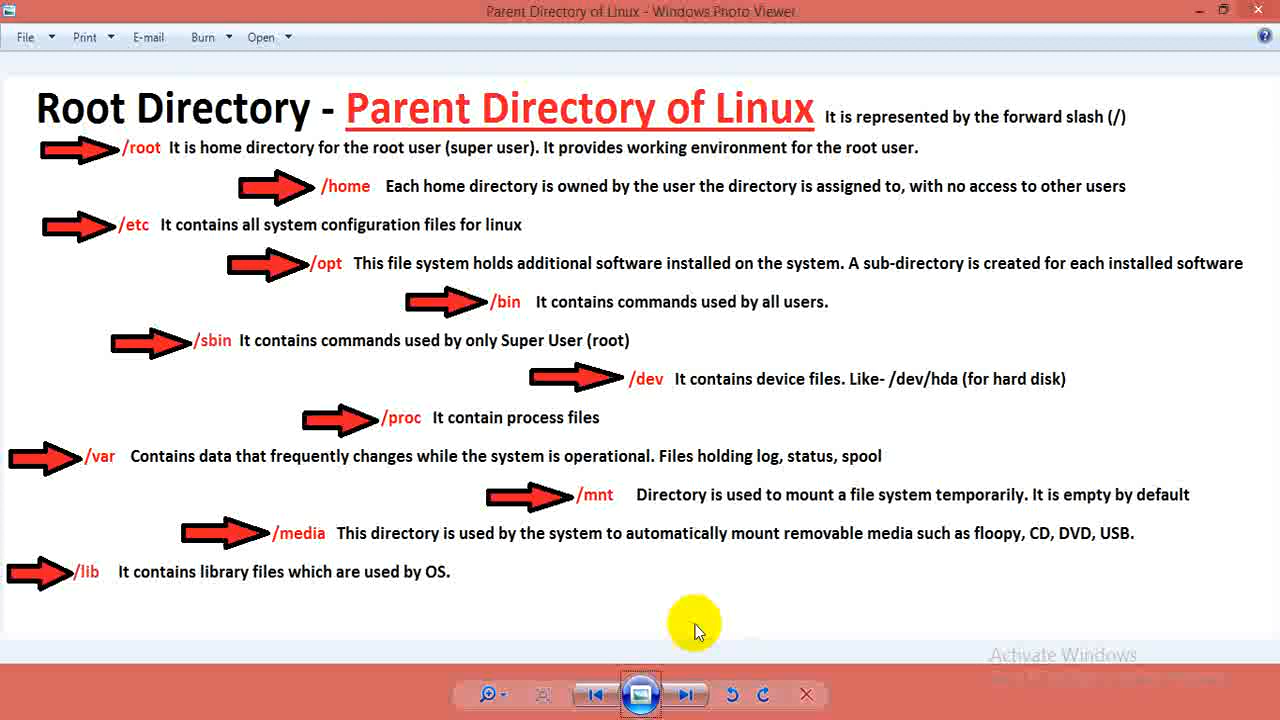 Parent Directory of Linux - Windows Photo Viewer
File Print E-mail Burn Open
Root Directory - Parent Directory of Linux It is represented by the forward slash (/)
/root It is home directory for the root user (super user). It provides working environment for the root user.
/home Each home directory is owned by the user the directory is assigned to, with no access to other users
/etc It contains all system configuration files for linux
/opt This file system holds additional software installed on the system. A sub-directory is created for each installed software
/bin It contains commands used by all users.
/sbin It contains commands used by only Super User (root)
/dev It contains device files. Like- /dev/hda (for hard disk)
/proc It contain process files
/var Contains data that frequently changes while the system is operational. Files holding log, status, spool
/mnt Directory is used to mount a file system temporarily. It is empty by default
/media This directory is used by the system to automatically mount removable media such as floopy, CD, DVD, USB.
/lib It contains library files which are used by OS.
Activate Windows